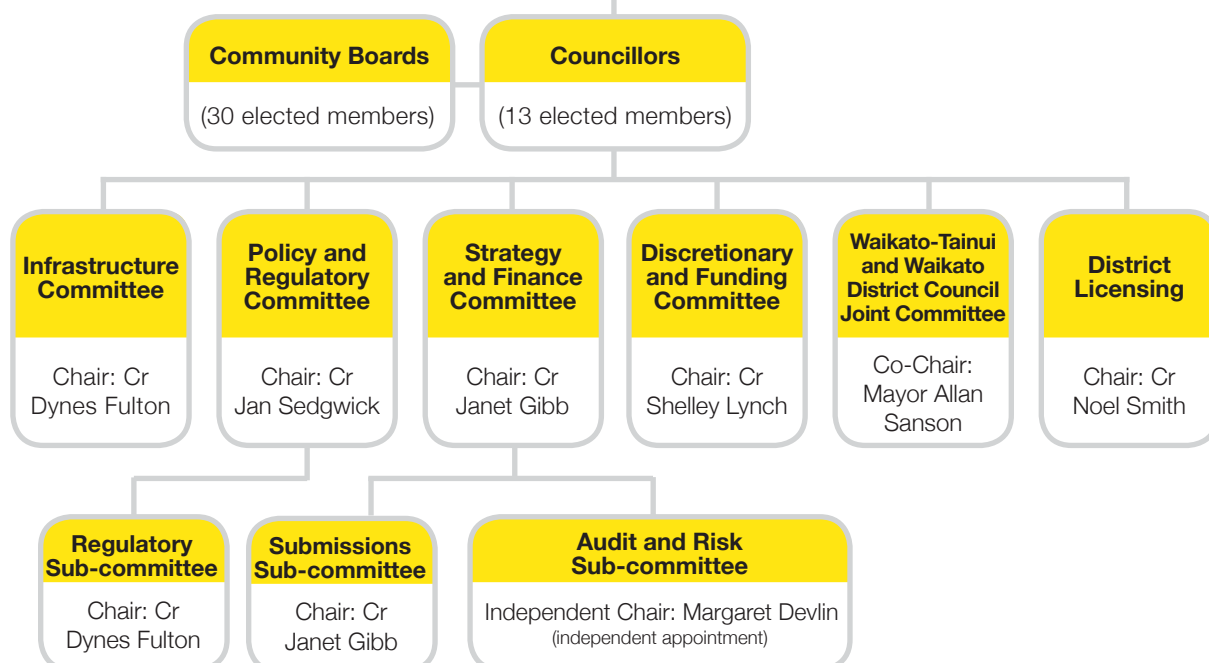 Community Boards
(30 elected members)
Councillors
(13 elected members)
Infrastructure
Committee
Chair: Cr
Dynes Fulton
Policy and
Regulatory
Committee
Chair: Cr
Jan Sedgwick
Strategy
and Finance
Committee
Chair: Cr
Janet Gibb
Discretionary
and Funding
Committee
Chair: Cr
Shelley Lynch
Waikato-Tainui
and Waikato
District Council
Joint Committee
Co-Chair:
Mayor Allan
Sanson
District
Licensing
Chair: Cr
Noel Smith
Regulatory
Sub-committee
Chair: Cr
Dynes Fulton
Submissions
Sub-committee
Chair: Cr
Janet Gibb
Audit and Risk
Sub-committee
Independent Chair: Margaret Devlin
(independent appointment)